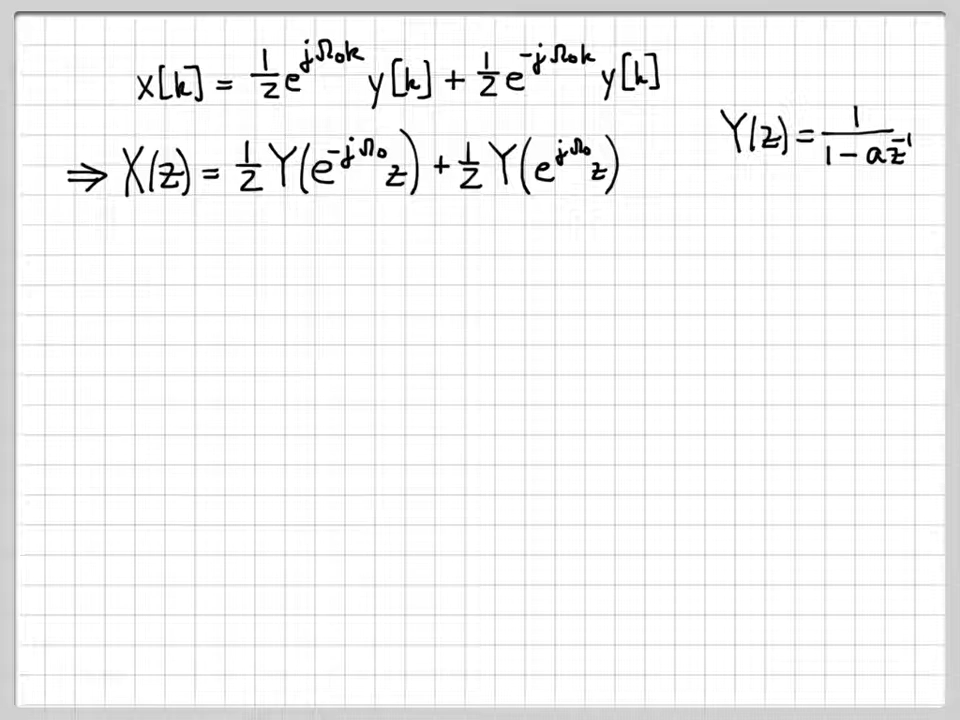 x[k] = 1/2 e^{jΩ₀k} y[k] + 1/2 e^{-jΩ₀k} y[k]
Y(z) = 1/(1 - az^{-1})
⇒ X(z) = 1/2 Y(e^{-jΩ₀} z) + 1/2 Y(e^{jΩ₀} z)